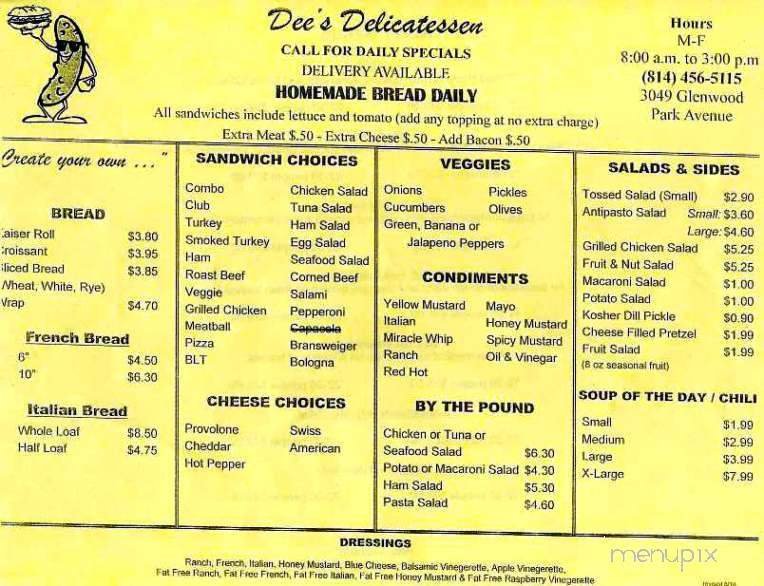 Dee's Delicatessen
CALL FOR DAILY SPECIALS
DELIVERY AVAILABLE
HOMEMADE BREAD DAILY
All sandwiches include lettuce and tomato (add any topping at no extra charge)
Extra Meat $.50 - Extra Cheese $.50 - Add Bacon $.50
Hours
M-F
8:00 a.m. to 3:00 p.m
(814) 456-5115
3049 Glenwood
Park Avenue
Create your own ..."
BREAD
aiser Roll $3.80
roissant $3.95
liced Bread $3.85
Wheat, White, Rye)
Wrap $4.70
French Bread
6" $4.50
10" $6.30
Italian Bread
Whole Loaf $8.50
Half Loaf $4.75
SANDWICH CHOICES
Combo Chicken Salad
Club Tuna Salad
Turkey Ham Salad
Smoked Turkey Egg Salad
Ham Seafood Salad
Roast Beef Corned Beef
Veggie Salami
Grilled Chicken Pepperoni
Meatball Capacola
Pizza Bransweiger
BLT Bologna
CHEESE CHOICES
Provolone Swiss
Cheddar American
Hot Pepper
VEGGIES
Onions Pickles
Cucumbers Olives
Green, Banana or
Jalapeno Peppers
CONDIMENTS
Yellow Mustard Mayo
Italian Honey Mustard
Miracle Whip Spicy Mustard
Ranch Oil & Vinegar
Red Hot
BY THE POUND
Chicken or Tuna or
Seafood Salad $6.30
Potato or Macaroni Salad $4.30
Ham Salad $5.30
Pasta Salad $4.60
SALADS & SIDES
Tossed Salad (Small) $2.90
Antipasto Salad Small: $3.60
Large: $4.60
Grilled Chicken Salad $5.25
Fruit & Nut Salad $5.25
Macaroni Salad $1.00
Potato Salad $1.00
Kosher Dill Pickle $0.90
Cheese Filled Pretzel $1.99
Fruit Salad $1.99
(8 oz seasonal fruit)
SOUP OF THE DAY / CHILI
Small $1.99
Medium $2.99
Large $3.99
X-Large $7.99
DRESSINGS
Ranch, French, Italian, Honey Mustard, Blue Cheese, Balsamic Vinegerette, Apple Vinegerette,
Fat Free Ranch, Fat Free French, Fat Free Italian, Fat Free Honey Mustard & Fat Free Raspberry Vinegerette
menupix